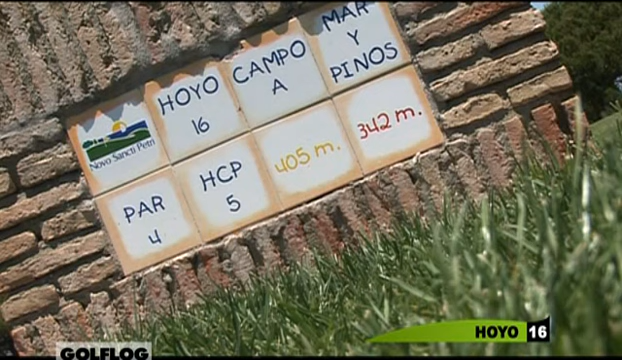 Novo Sancti Petri
HOYO
16
CAMPO
A
MAR
Y
PINOS
PAR
4
HCP
5
405 m.
342 m.
HOYO 16
GOLFLOG